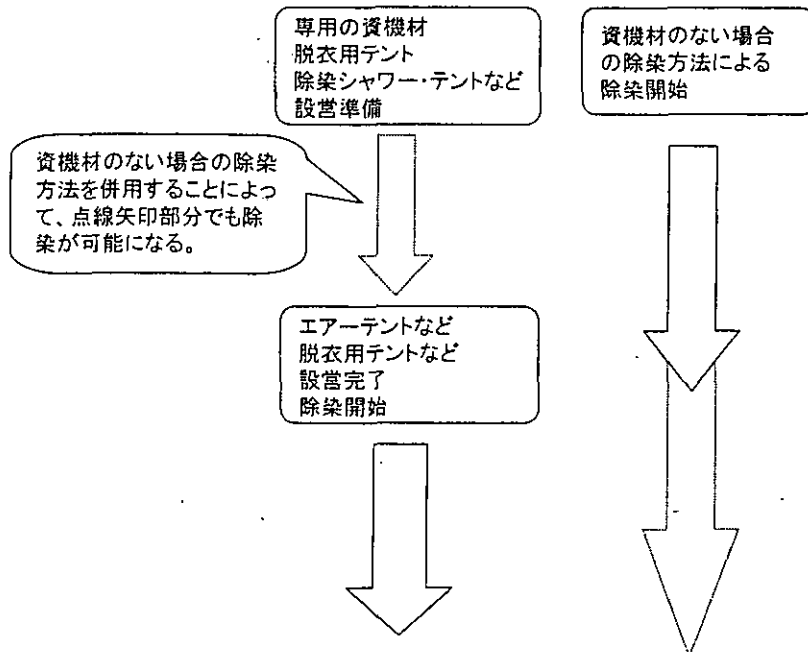 専用の資機材
脱衣用テント
除染シャワー・テントなど
設営準備
資機材のない場合
の除染方法による
除染開始
資機材のない場合の除染
方法を併用することによっ
て、点線矢印部分でも除
染が可能になる。
エアーテントなど
脱衣用テントなど
設営完了
除染開始